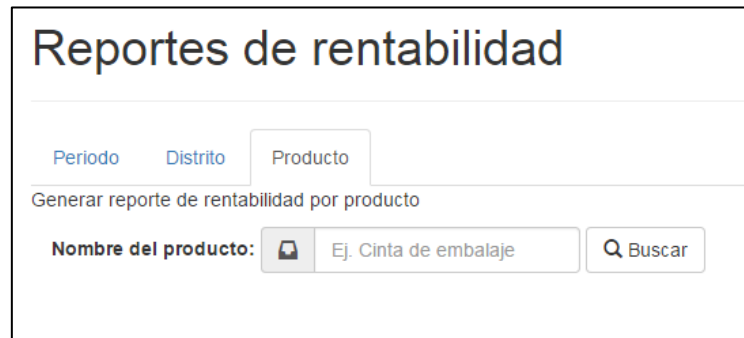 Reportes de rentabilidad
Periodo Distrito Producto
Generar reporte de rentabilidad por producto
Nombre del producto: Ej. Cinta de embalaje Buscar